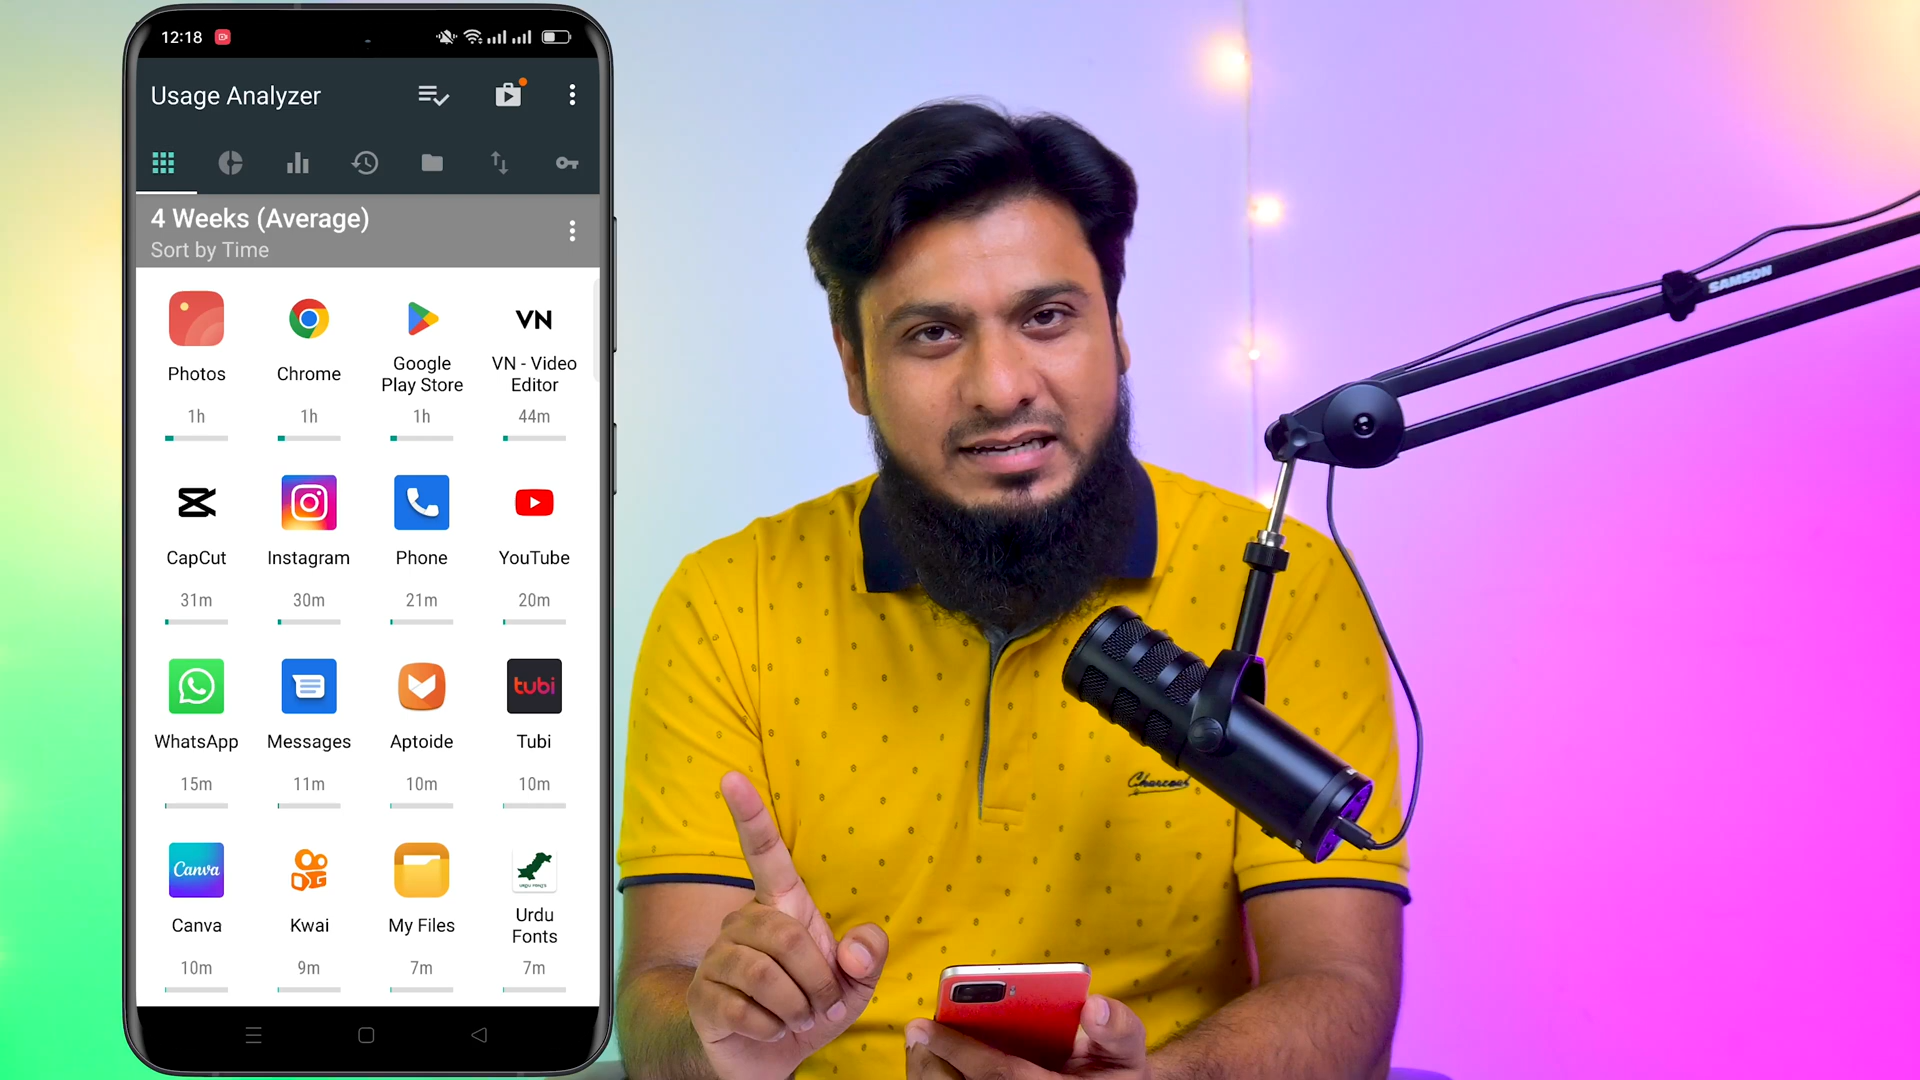 12:18
Usage Analyzer
4 Weeks (Average)
Sort by Time
VN
Photos
Chrome
Google
Play Store
VN - Video
Editor
1h
1h
1h
44m
CapCut
Instagram
Phone
YouTube
31m
30m
21m
20m
tubi
WhatsApp
Messages
Aptoide
Tubi
15m
11m
10m
10m
Canva
Canva
Kwai
My Files
Urdu
Fonts
10m
9m
7m
7m
SAMSON